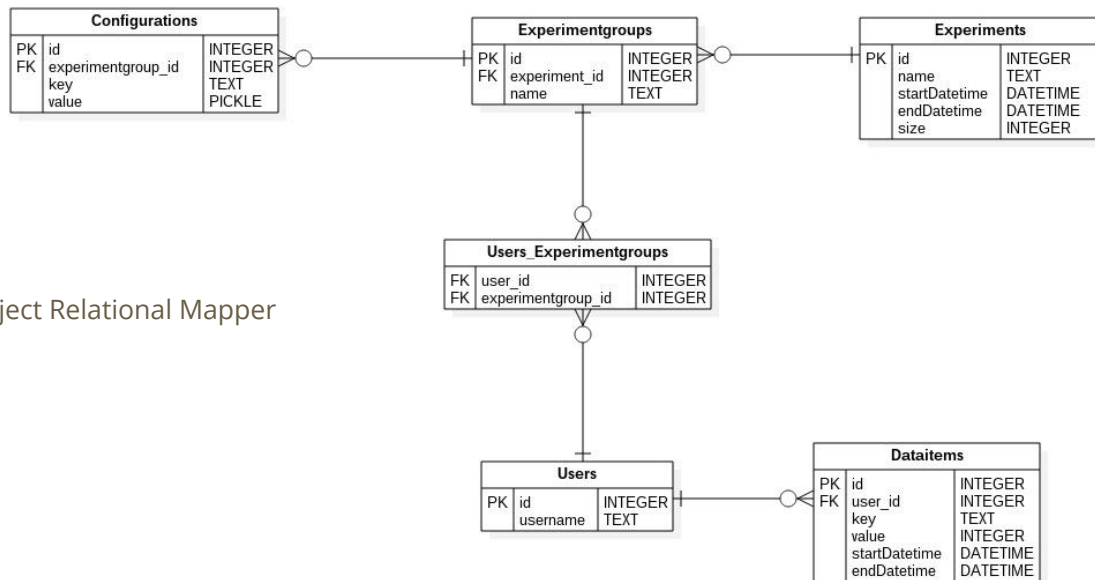 Configurations
PK id INTEGER
FK experimentgroup_id INTEGER
key TEXT
value PICKLE
Experimentgroups
PK id INTEGER
FK experiment_id INTEGER
name TEXT
Experiments
PK id INTEGER
name TEXT
startDatetime DATETIME
endDatetime DATETIME
size INTEGER
Users_Experimentgroups
FK user_id INTEGER
FK experimentgroup_id INTEGER
ject Relational Mapper
Users
PK id INTEGER
username TEXT
Dataitems
PK id INTEGER
FK user_id INTEGER
key TEXT
value INTEGER
startDatetime DATETIME
endDatetime DATETIME